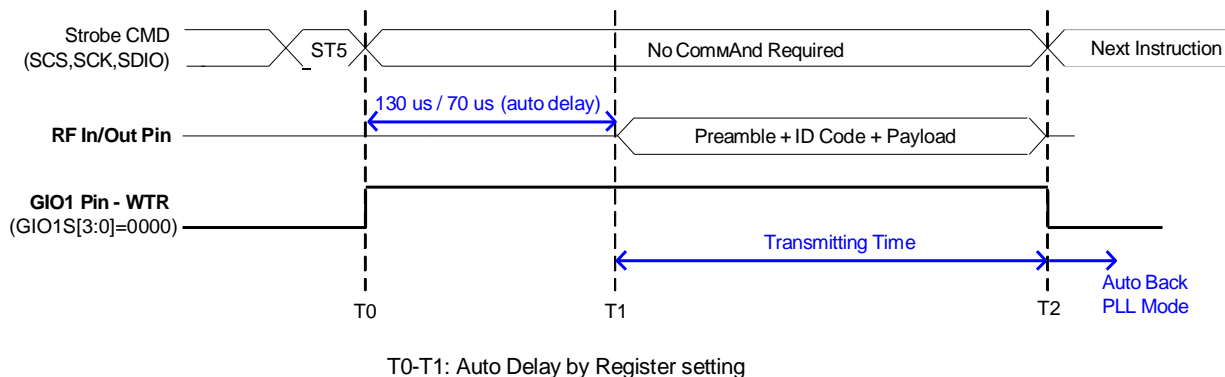 Strobe CMD
(SCS,SCK,SDIO)
ST5
No CommAnd Required
Next Instruction
130 us / 70 us (auto delay)
RF In/Out Pin
Preamble + ID Code + Payload
GIO1 Pin - WTR
(GIO1S[3:0]=0000)
Transmitting Time
Auto Back
PLL Mode
T0
T1
T2
T0-T1: Auto Delay by Register setting